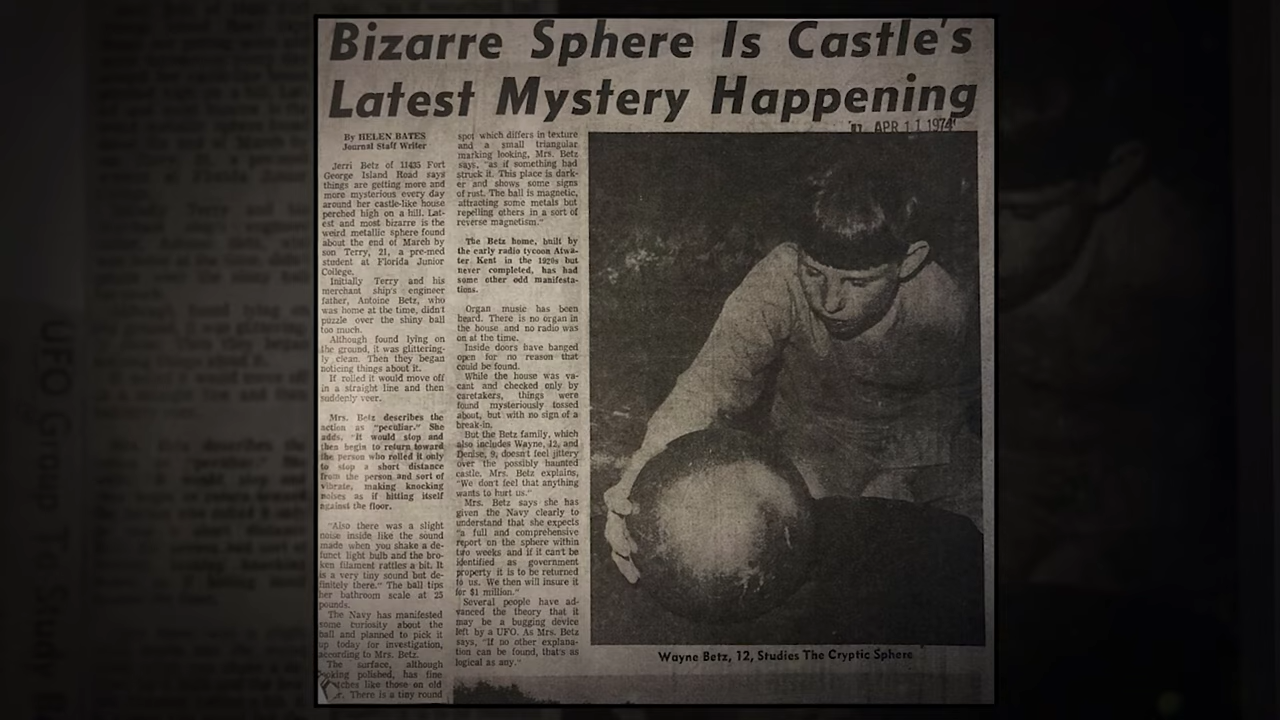 Bizarre Sphere Is Castle's
Latest Mystery Happening
APR 11 1974
By HELEN BATES
Journal Staff Writer
Jerri Betz of 11435 Fort
George Island Road says
things are getting more and
more mysterious every day
around her castle-like house
perched high on a hill. Lat-
est and most bizarre is the
weird metallic sphere found
about the end of March by
son Terry, 21, a pre-med
student at Florida Junior
College.
Initially Terry and his
merchant ship's engineer
father, Antoine Betz, who
was home at the time, didn't
puzzle over the shiny ball
too much.
Although found lying on
the ground, it was glittering-
ly clean. Then they began
noticing things about it.
If rolled it would move off
in a straight line and then
suddenly veer.
Mrs. Betz describes the
action as "peculiar." She
adds, "It would stop and
then begin to return toward
the person who rolled it only
to stop a short distance
from the person and sort of
vibrate, making knocking
noises as if hitting itself
against the floor.
"Also there was a slight
noise inside like the sound
made when you shake a de-
funct light bulb and the bro-
ken filament rattles a bit. It
is a very tiny sound but de-
finitely there." The ball tips
her bathroom scale at 25
pounds.
The Navy has manifested
some curiosity about the
ball and planned to pick it
up today for investigation,
according to Mrs. Betz.
The surface, although
looking polished, has fine
like those on old
There is a tiny round
spot which differs in texture
and a small triangular
marking looking, Mrs. Betz
says, "as if something had
struck it. This place is dark-
er and shows some signs
of rust. The ball is magnetic,
attracting some metals but
repelling others in a sort of
reverse magnetism."
The Betz home, built by
the early radio tycoon Atwa-
ter Kent in the 1920s but
never completed, has had
some other odd manifesta-
tions.
Organ music has been
heard. There is no organ in
the house and no radio was
on at the time.
Inside doors have banged
open for no reason that
could be found.
While the house was va-
cant and checked only by
caretakers, things were
found mysteriously tossed
about, but with no sign of a
break-in.
But the Betz family, which
also includes Wayne, 12, and
Denise, 9, doesn't feel jittery
over the possibly haunted
castle. Mrs. Betz explains,
"We don't feel that anything
wants to hurt us."
Mrs. Betz says she has
given the Navy clearly to
understand that she expects
"a full and comprehensive
report on the sphere within
two weeks and if it can't be
identified as government
property it is to be returned
to us. We then will insure it
for $1 million."
Several people have ad-
vanced the theory that it
may be a bugging device
left by a UFO. As Mrs. Betz
says, "If no other explana-
tion can be found, that's as
logical as any."
Wayne Betz, 12, Studies The Cryptic Sphere